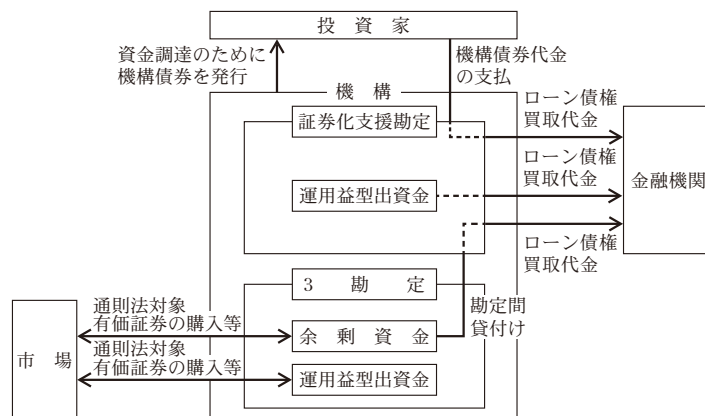 投 資 家
資金調達のために
機構債券を発行
機構債券代金
の支払
機 構
証券化支援勘定
ローン債権
買取代金
ローン債権
買取代金
運用益型出資金
金融機関
ローン債権
買取代金
3 勘 定
勘定間
貸付け
通則法対象
有価証券の購入等
余 剰 資 金
通則法対象
有価証券の購入等
市 場
運用益型出資金